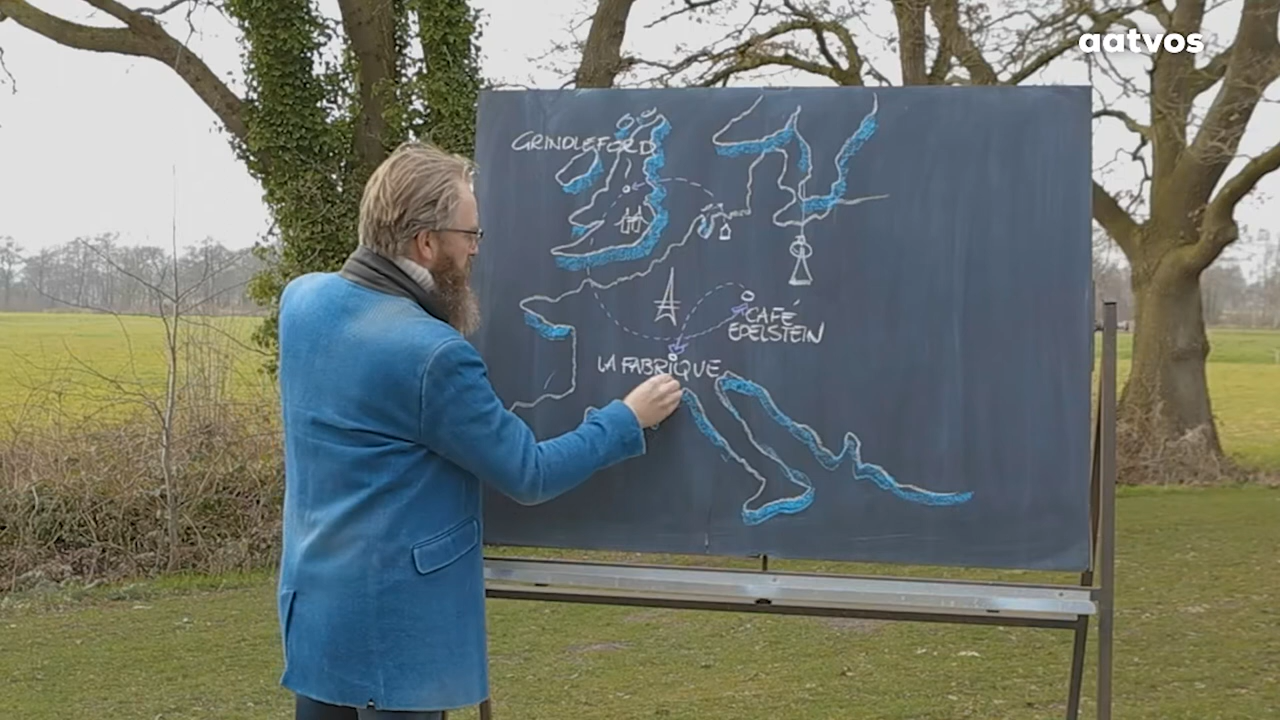 aatvos
GRINDLEFORD
CAFÉ
EDELSTEIN
LA FABRIQUE